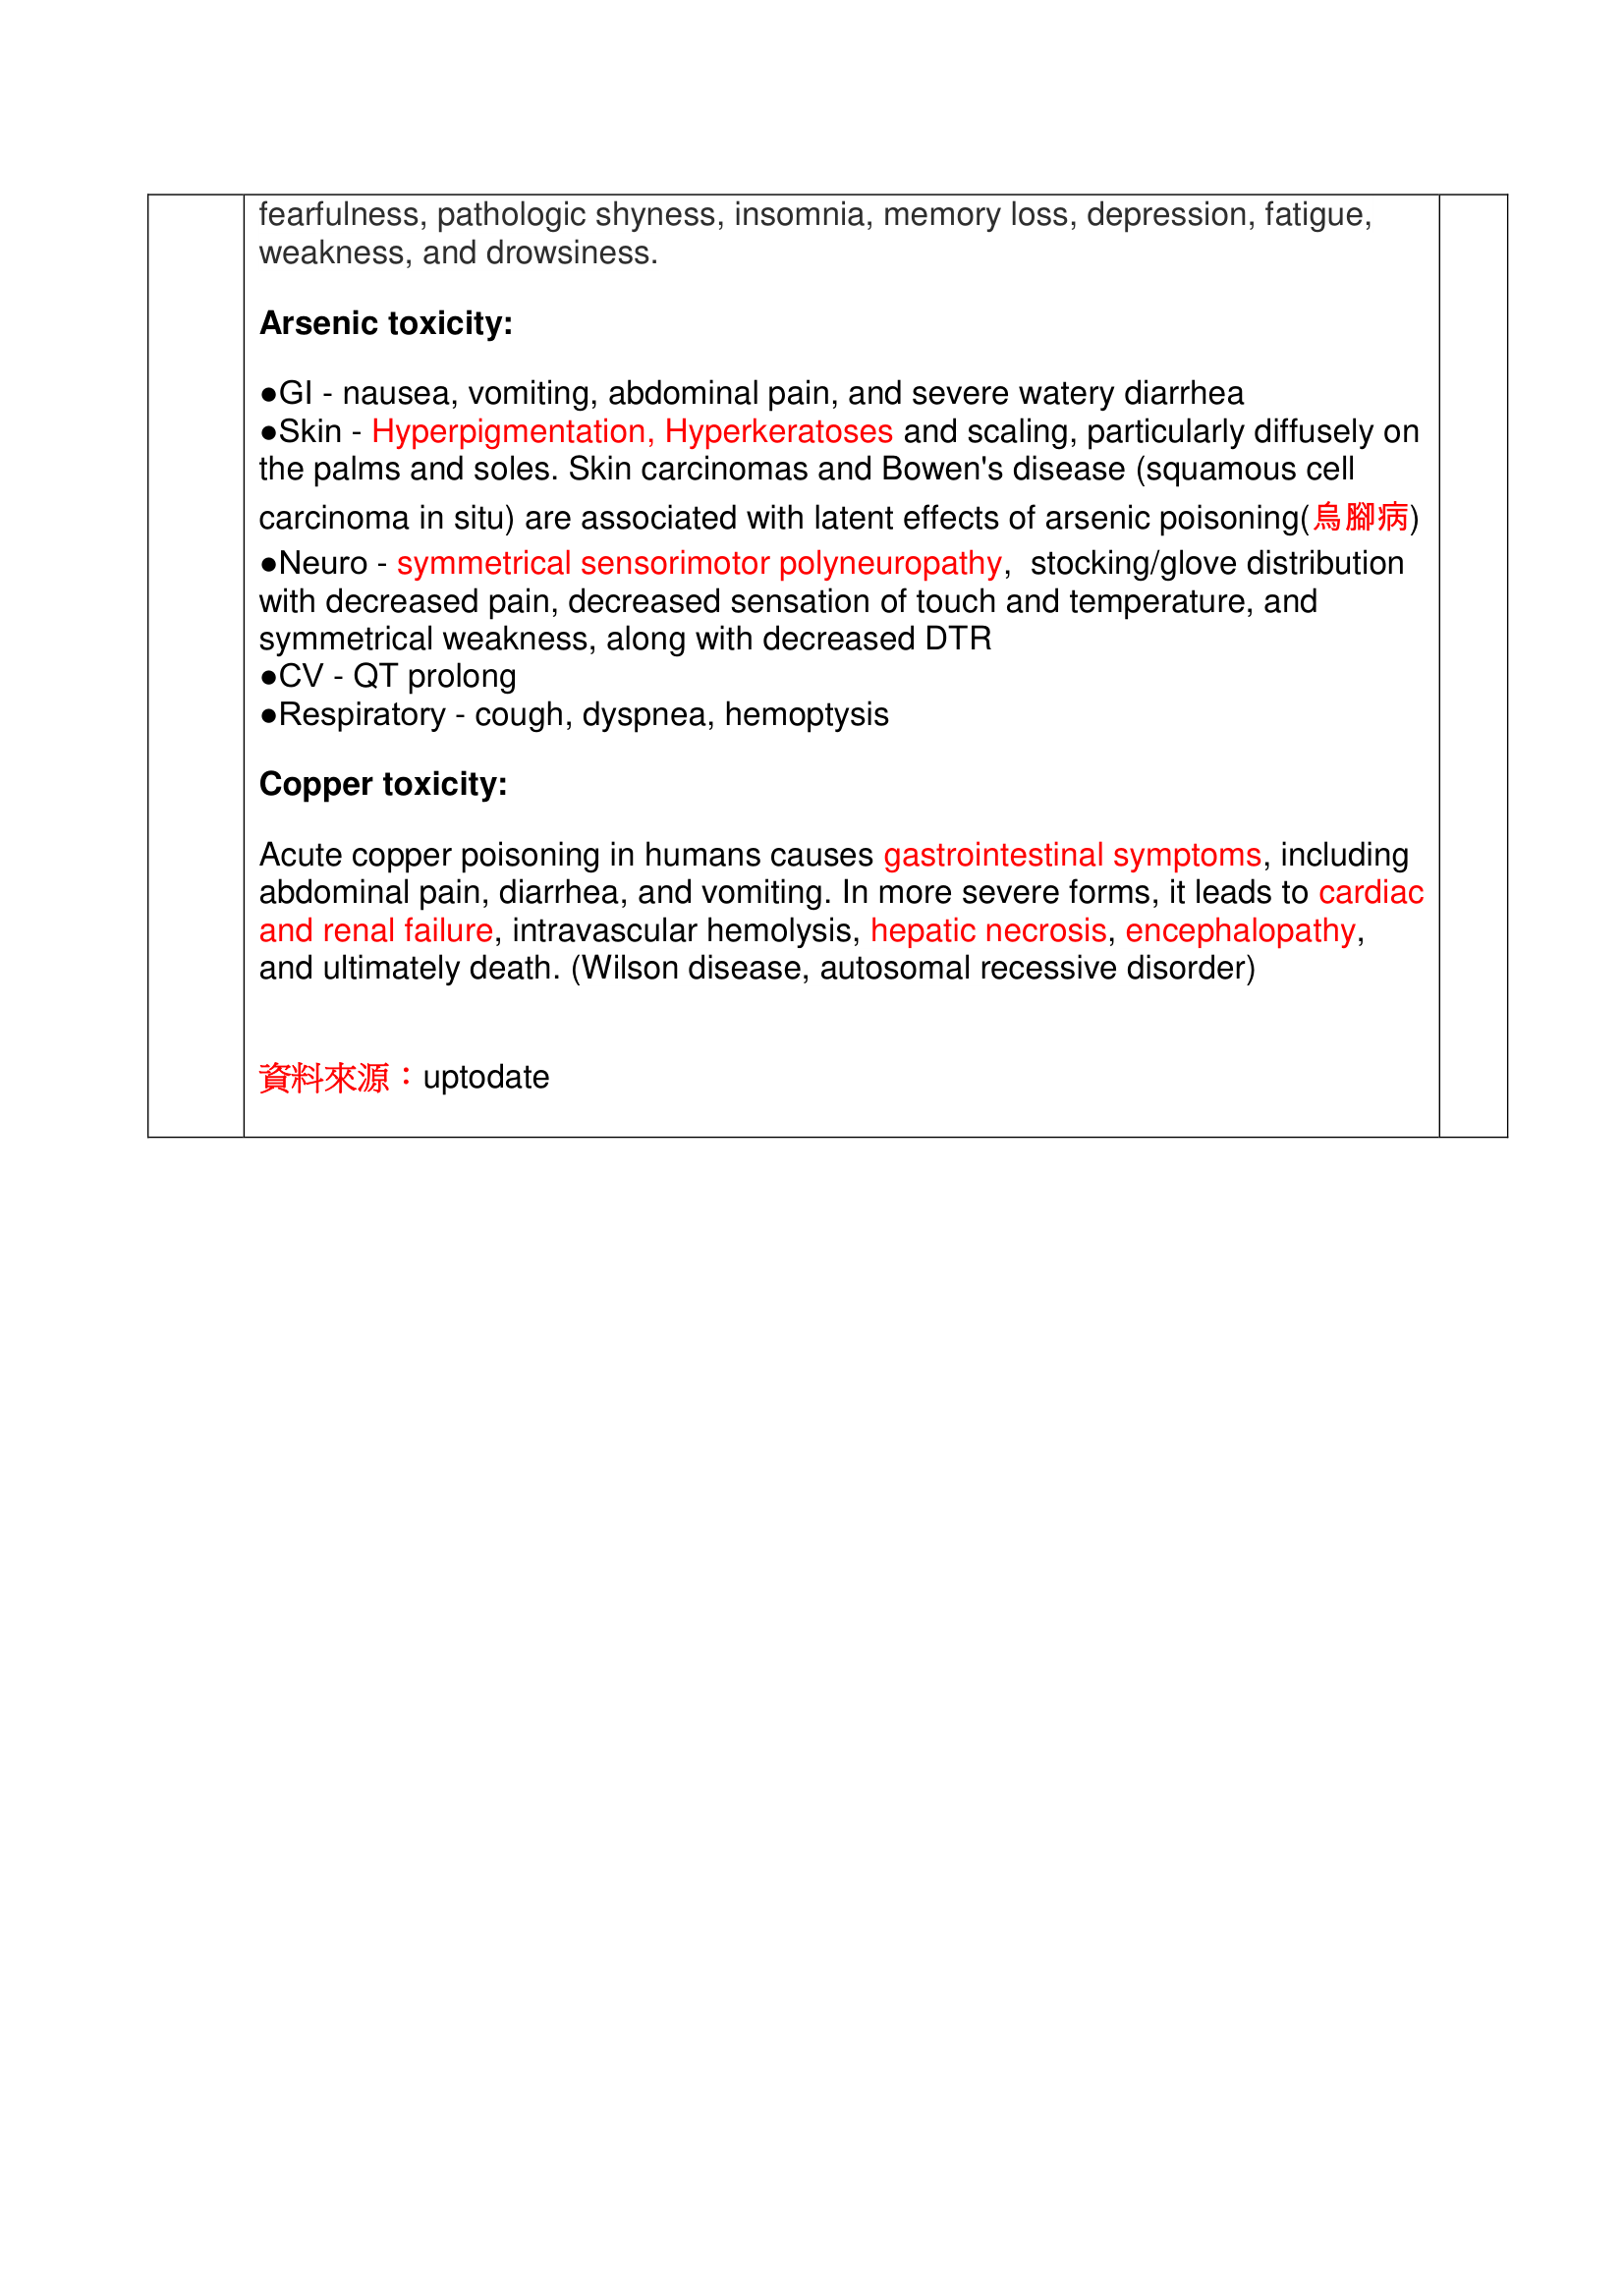 fearfulness, pathologic shyness, insomnia, memory loss, depression, fatigue,
weakness, and drowsiness.
Arsenic toxicity:
●GI - nausea, vomiting, abdominal pain, and severe watery diarrhea
●Skin - Hyperpigmentation, Hyperkeratoses and scaling, particularly diffusely on
the palms and soles. Skin carcinomas and Bowen's disease (squamous cell
carcinoma in situ) are associated with latent effects of arsenic poisoning(烏腳病)
●Neuro - symmetrical sensorimotor polyneuropathy,  stocking/glove distribution
with decreased pain, decreased sensation of touch and temperature, and
symmetrical weakness, along with decreased DTR
●CV - QT prolong
●Respiratory - cough, dyspnea, hemoptysis
Copper toxicity:
Acute copper poisoning in humans causes gastrointestinal symptoms, including
abdominal pain, diarrhea, and vomiting. In more severe forms, it leads to cardiac
and renal failure, intravascular hemolysis, hepatic necrosis, encephalopathy,
and ultimately death. (Wilson disease, autosomal recessive disorder)
資料來源：uptodate